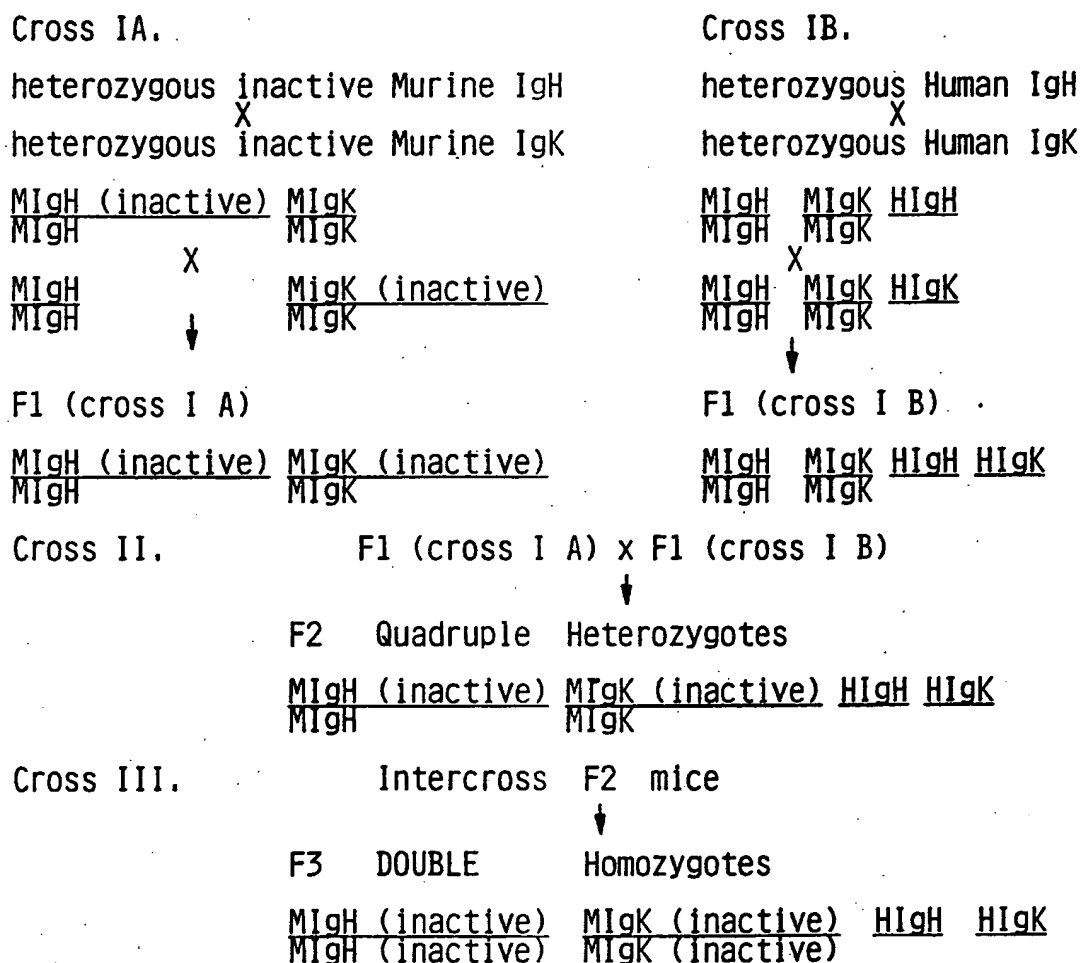 Cross IA.
heterozygous inactive Murine IgH
X
heterozygous inactive Murine IgK
MIgH (inactive) MIgK
MIgH MIgK
X
MIgH MigK (inactive)
MIgH MIgK
F1 (cross I A)
MIgH (inactive) MIgK (inactive)
MIgH MIgK
Cross IB.
heterozygous Human IgH
X
heterozygous Human IgK
MIgH MIgK HIgH
MIgH MIgK
X
MIgH MIgK HIgK
MIgH MIgK
F1 (cross I B)
MIgH MIgK HIgH HIgK
MIgH MIgK
Cross II. F1 (cross I A) x F1 (cross I B)
F2 Quadruple Heterozygotes
MIgH (inactive) MIgK (inactive) HIgH HIgK
MIgH MIgK
Cross III. Intercross F2 mice
F3 DOUBLE Homozygotes
MIgH (inactive) MIgK (inactive) HIgH HIgK
MIgH (inactive) MIgK (inactive)